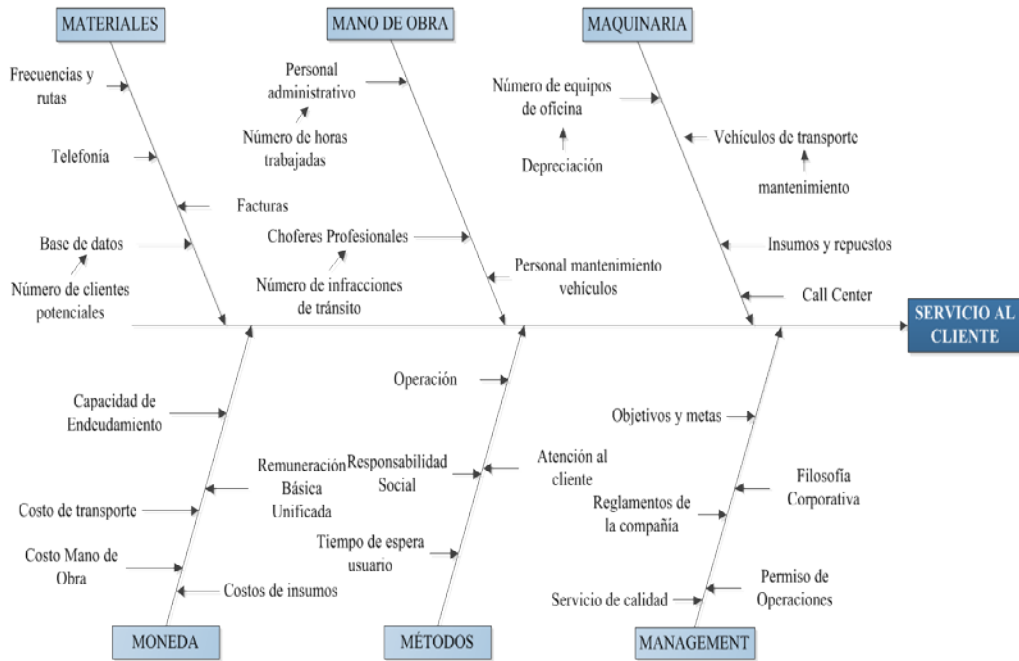 MATERIALES
MANO DE OBRA
MAQUINARIA
Frecuencias y
rutas
Telefonía
Facturas
Base de datos
Número de clientes
potenciales
Personal
administrativo
Número de horas
trabajadas
Choferes Profesionales
Número de infracciones
de tránsito
Personal mantenimiento
vehículos
Número de equipos
de oficina
Depreciación
Vehículos de transporte
mantenimiento
Insumos y repuestos
Call Center
SERVICIO AL
CLIENTE
Capacidad de
Endeudamiento
Remuneración
Básica
Unificada
Costo de transporte
Costo Mano de
Obra
Costos de insumos
Operación
Responsabilidad
Social
Atención al
cliente
Tiempo de espera
usuario
Objetivos y metas
Filosofía
Corporativa
Reglamentos de
la compañía
Permiso de
Operaciones
Servicio de calidad
MONEDA
MÉTODOS
MANAGEMENT